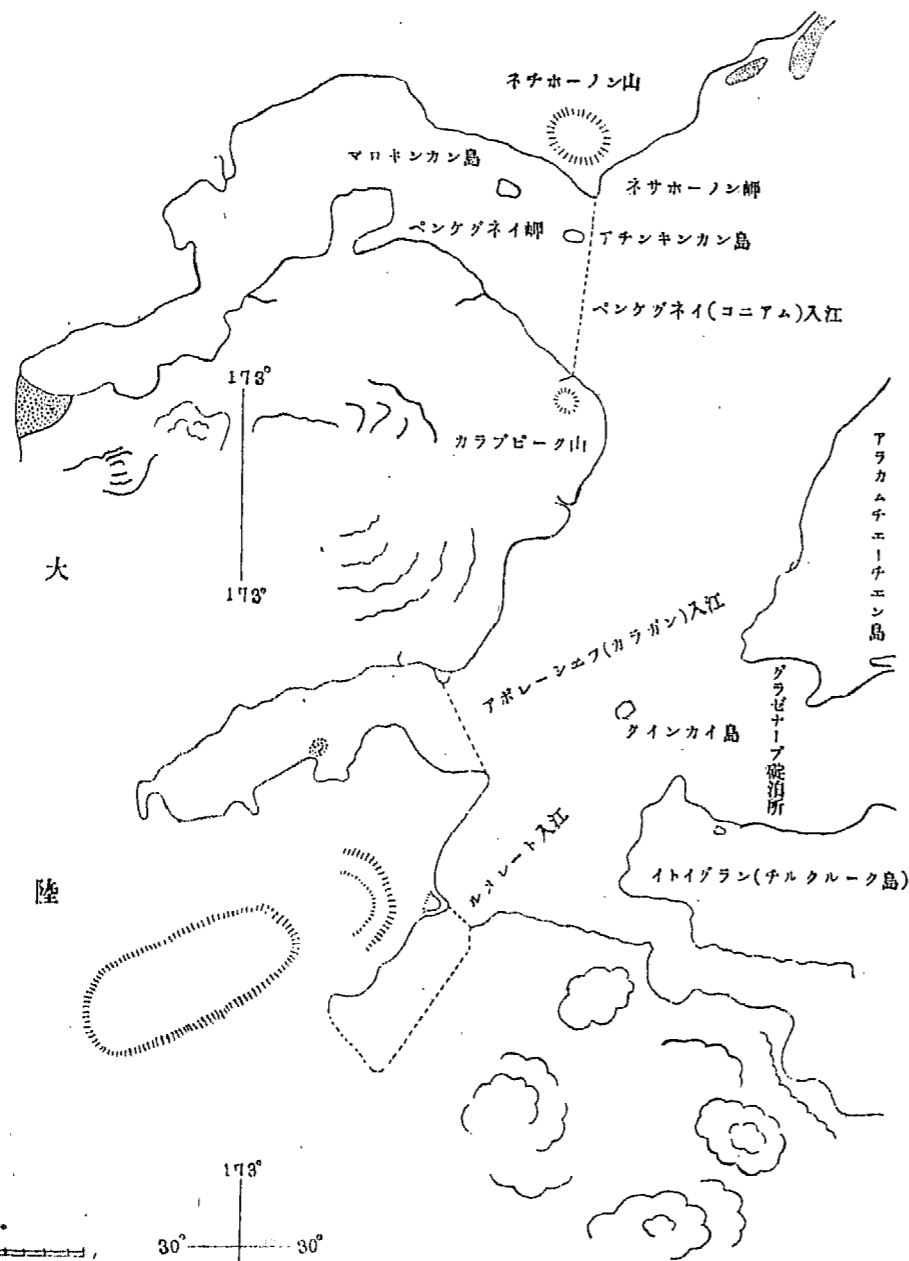 ネチホーノン山
マロキンカン島
ネサホーノン岬
ペンケグネイ岬
アチンキンカン島
ペンケグネイ(コニアム)入江
173°
カラブピーク山
アラカムチエーチエン島
大
173°
アボレーシエフ(カラガン)入江
クインカイ島
グラゼナープ碇泊所
ルメレート入江
イトイグラン(チルクルーク島)
陸
173°
30°
30°